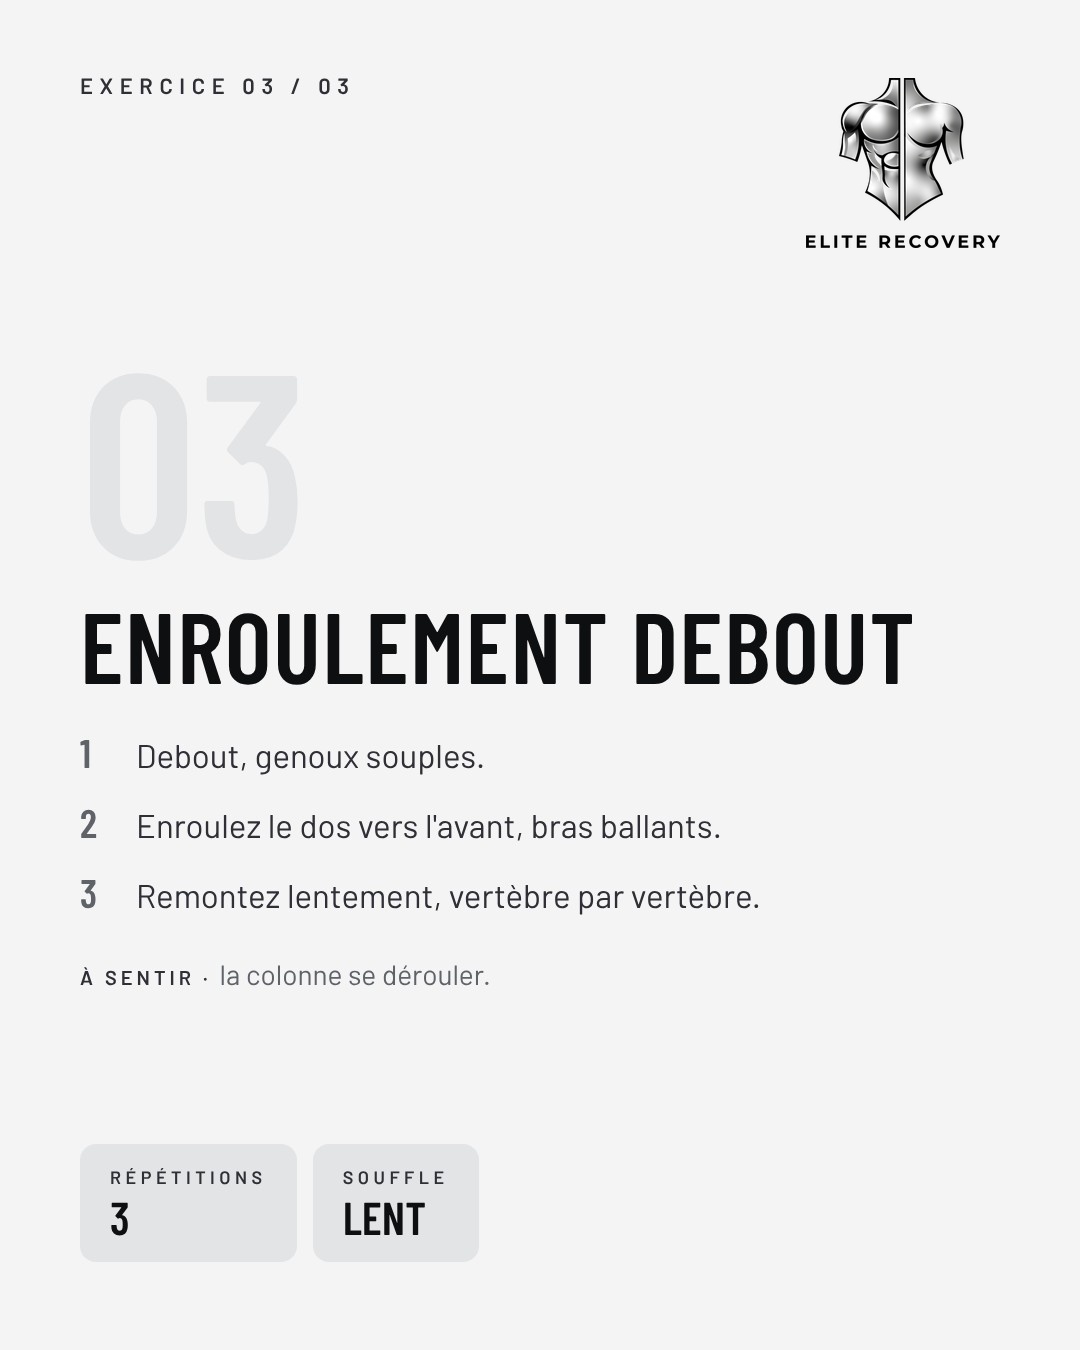 EXERCICE 03 / 03
ELITE RECOVERY
03
ENROULEMENT DEBOUT
1 Debout, genoux souples.
2 Enroulez le dos vers l'avant, bras ballants.
3 Remontez lentement, vertèbre par vertèbre.
À SENTIR · la colonne se dérouler.
RÉPÉTITIONS
3
SOUFFLE
LENT